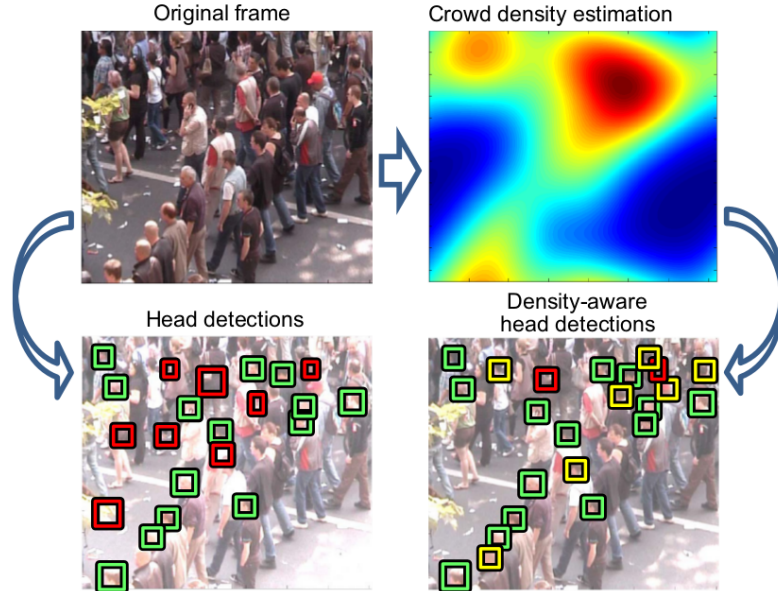 Original frame
Crowd density estimation
Head detections
Density-aware
head detections